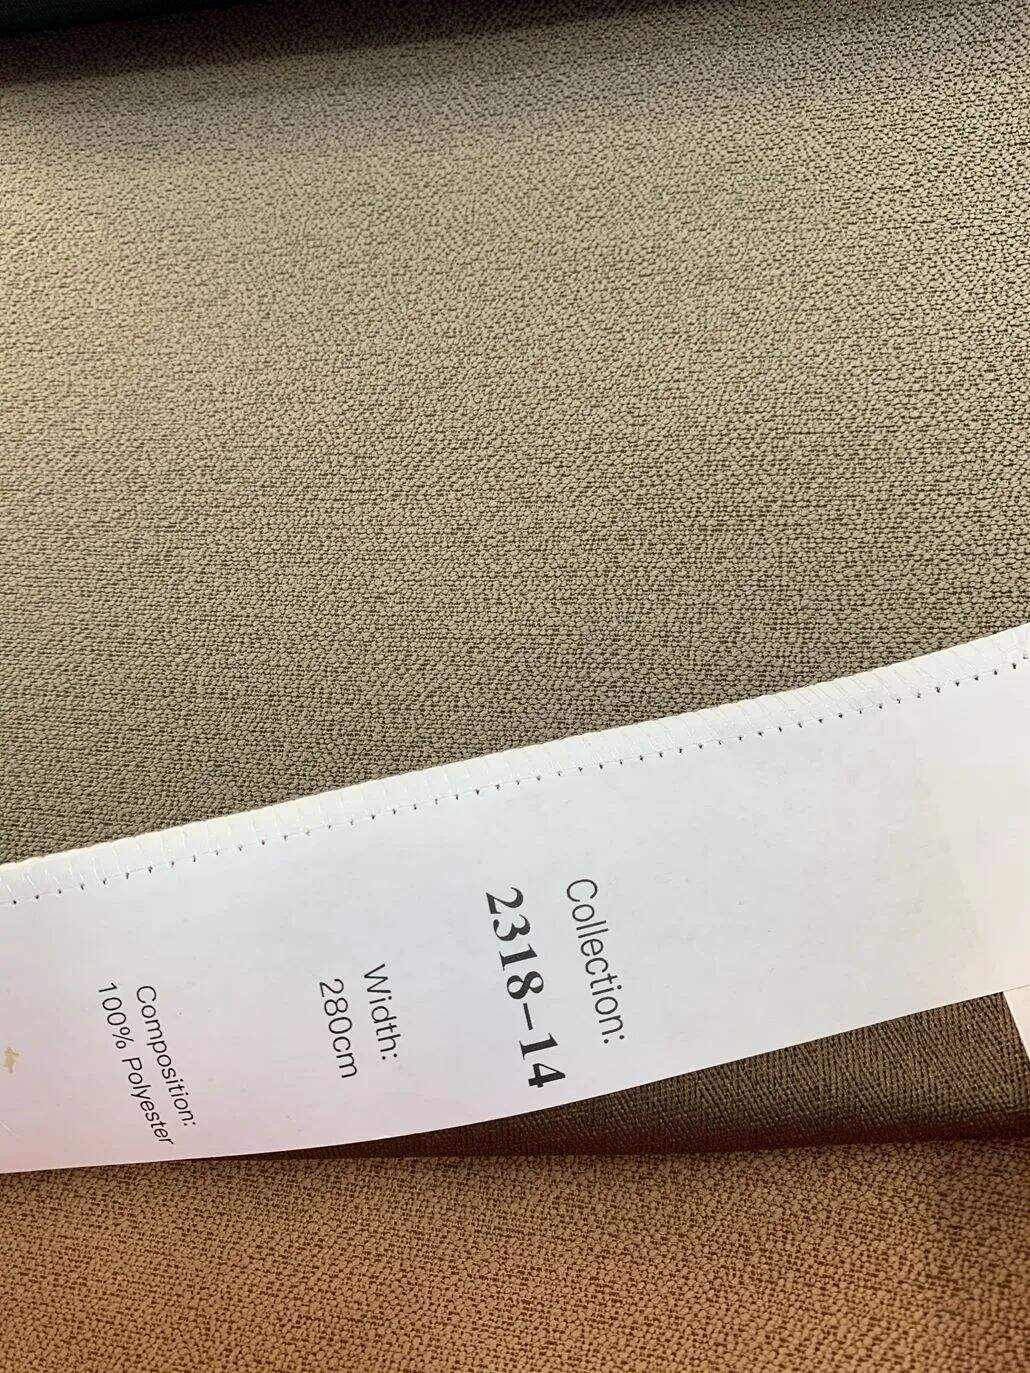 Collection:
2318-14
Width:
280cm
Composition:
100% Polyester